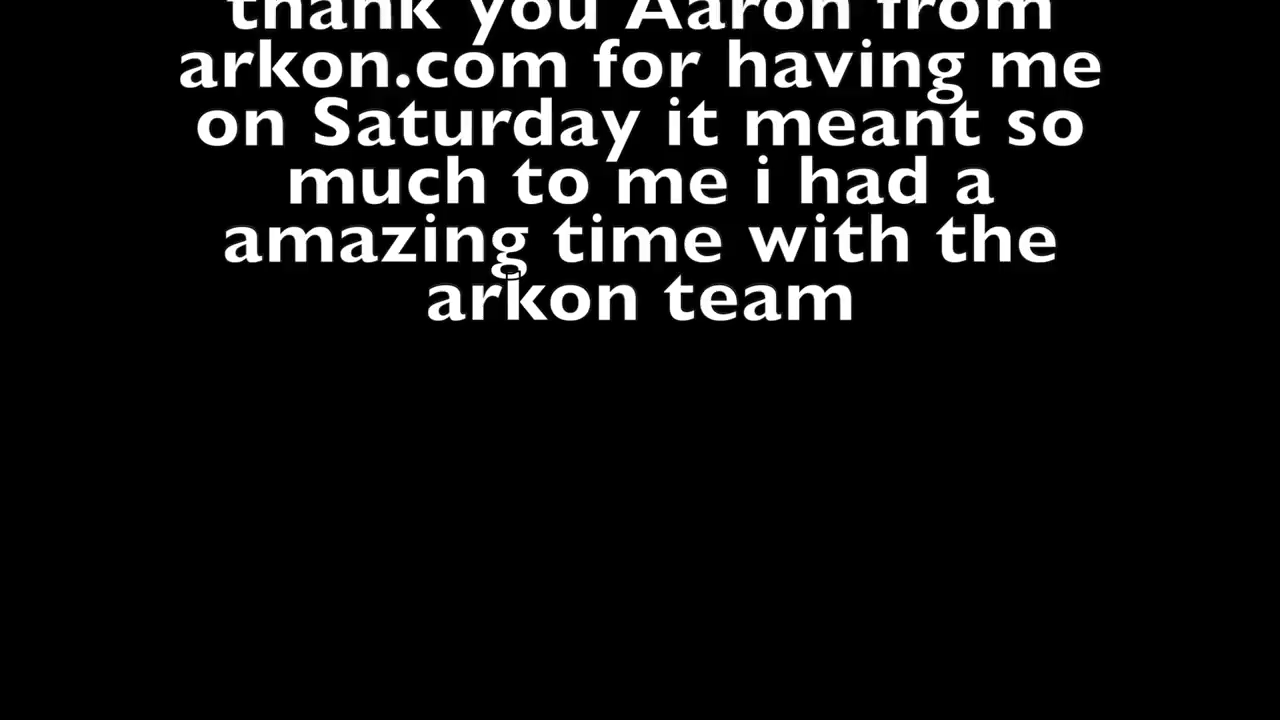 thank you Aaron from
arkon.com for having me
on Saturday it meant so
much to me i had a
amazing time with the
arkon team